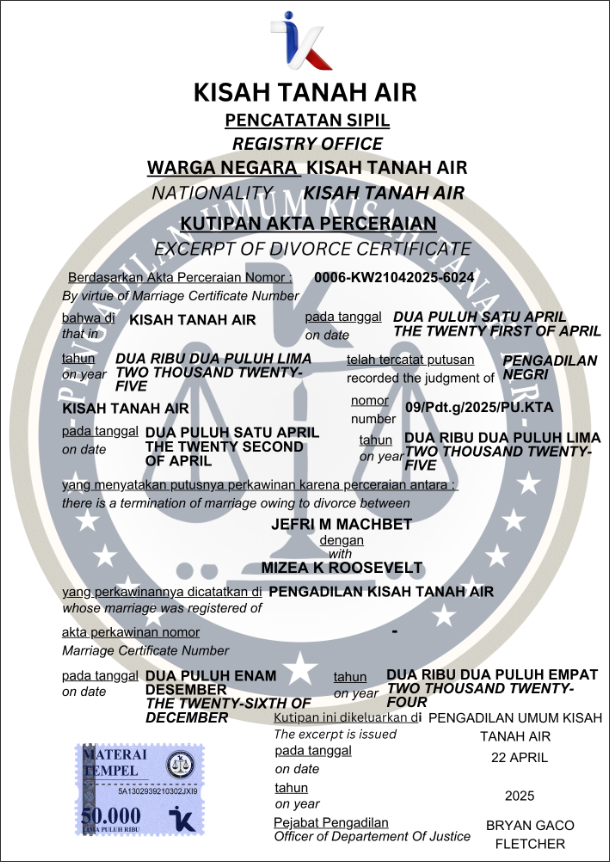 KISAH TANAH AIR
PENCATATAN SIPIL
REGISTRY OFFICE
WARGA NEGARA KISAH TANAH AIR
NATIONALITY KISAH TANAH AIR
KUTIPAN AKTA PERCERAIAN
EXCERPT OF DIVORCE CERTIFICATE
PENGADILAN UMUM KISAH TANAH AIR
Berdasarkan Akta Perceraian Nomor : 0006-KW21042025-6024
By virtue of Marriage Certificate Number
bahwa di KISAH TANAH AIR pada tanggal DUA PULUH SATU APRIL
that in on date THE TWENTY FIRST OF APRIL
tahun DUA RIBU DUA PULUH LIMA telah tercatat putusan PENGADILAN
on year TWO THOUSAND TWENTY- recorded the judgment of NEGRI
FIVE
KISAH TANAH AIR nomor 09/Pdt.g/2025/PU.KTA
number
pada tanggal DUA PULUH SATU APRIL tahun DUA RIBU DUA PULUH LIMA
on date THE TWENTY SECOND on year TWO THOUSAND TWENTY-
OF APRIL FIVE
yang menyatakan putusnya perkawinan karena perceraian antara :
there is a termination of marriage owing to divorce between
JEFRI M MACHBET
dengan
with
MIZEA K ROOSEVELT
yang perkawinannya dicatatkan di PENGADILAN KISAH TANAH AIR
whose marriage was registered of
akta perkawinan nomor -
Marriage Certificate Number
pada tanggal DUA PULUH ENAM tahun DUA RIBU DUA PULUH EMPAT
on date DESEMBER on year TWO THOUSAND TWENTY-
THE TWENTY-SIXTH OF FOUR
DECEMBER
Kutipan ini dikeluarkan di PENGADILAN UMUM KISAH
The excerpt is issued TANAH AIR
pada tanggal 22 APRIL
on date
tahun 2025
on year
Pejabat Pengadilan BRYAN GACO
Officer of Departement Of Justice FLETCHER
MATERAI
TEMPEL
5A1302939210302JXI9
50.000
LIMA PULUH RIBU